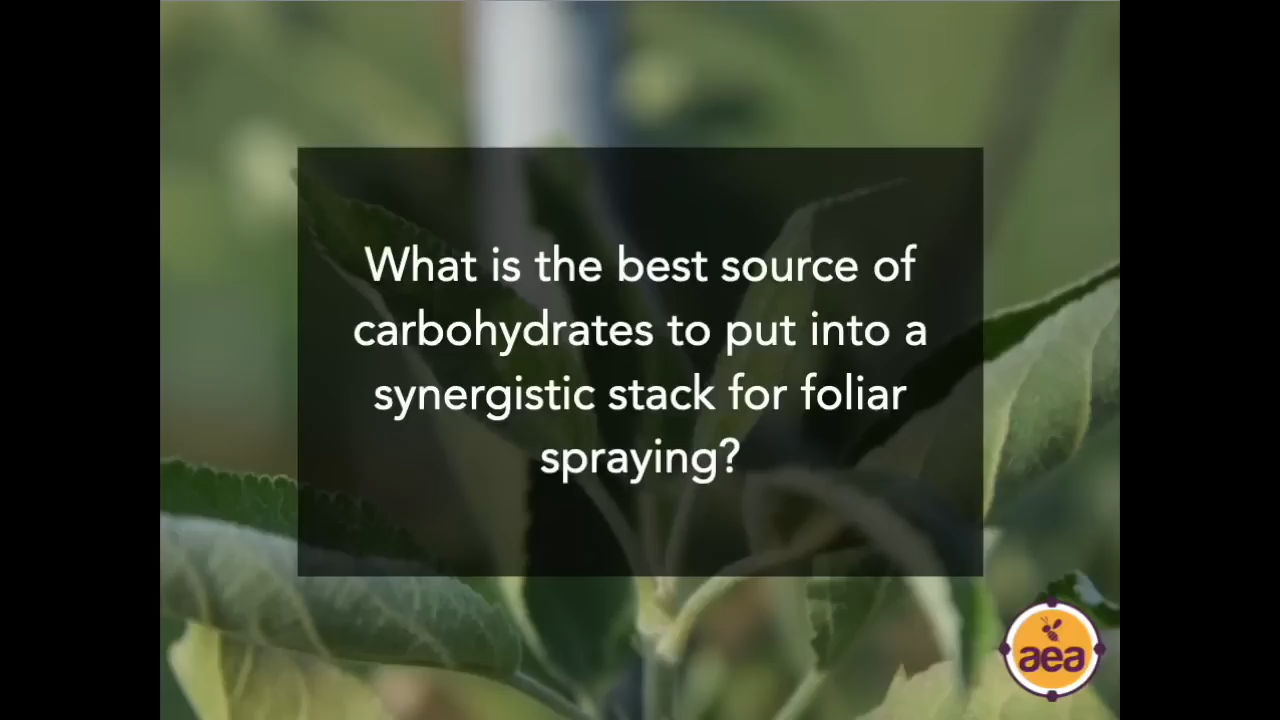 What is the best source of
carbohydrates to put into a
synergistic stack for foliar
spraying?
aea